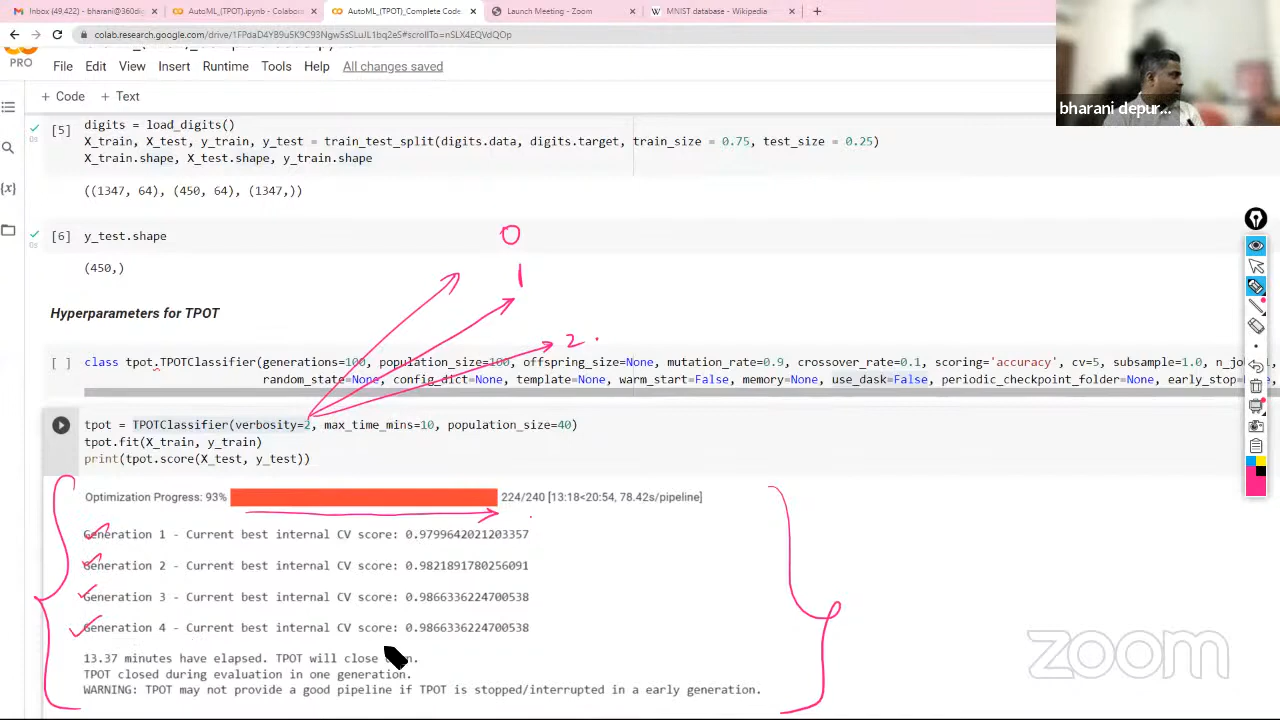 Inbox (49,422) - bharani@360dig
AutoML_(TPOT).ipynb - Colabora
AutoML_(TPOT)_Complete Code
Launch Meeting - Zoom
MNIST database - Wikipedia
colab.research.google.com/drive/1FPdaD4Y89u5K9C93Ngw5sSLuJL1bq2eS#scrollTo=nSLX4EQVdQOp
PRO
File Edit View Insert Runtime Tools Help All changes saved
+ Code + Text
bharani depur...
[5] digits = load_digits()
X_train, X_test, y_train, y_test = train_test_split(digits.data, digits.target, train_size = 0.75, test_size = 0.25)
X_train.shape, X_test.shape, y_train.shape
((1347, 64), (450, 64), (1347,))
[6] y_test.shape
(450,)
0
1
2
Hyperparameters for TPOT
[ ] class tpot.TPOTClassifier(generations=100, population_size=100, offspring_size=None, mutation_rate=0.9, crossover_rate=0.1, scoring='accuracy', cv=5, subsample=1.0,
random_state=None, config_dict=None, template=None, warm_start=False, memory=None, use_dask=False, periodic_checkpoint_folder=None,
tpot = TPOTClassifier(verbosity=2, max_time_mins=10, population_size=40)
tpot.fit(X_train, y_train)
print(tpot.score(X_test, y_test))
Optimization Progress: 93% 224/240 [13:18<20:54, 78.42s/pipeline]
Generation 1 - Current best internal CV score: 0.9799642021203357
Generation 2 - Current best internal CV score: 0.9821891780256091
Generation 3 - Current best internal CV score: 0.9866336224700538
Generation 4 - Current best internal CV score: 0.9866336224700538
13.37 minutes have elapsed. TPOT will close
TPOT closed during evaluation in one generation.
WARNING: TPOT may not provide a good pipeline if TPOT is stopped/interrupted in a early generation.
zoom